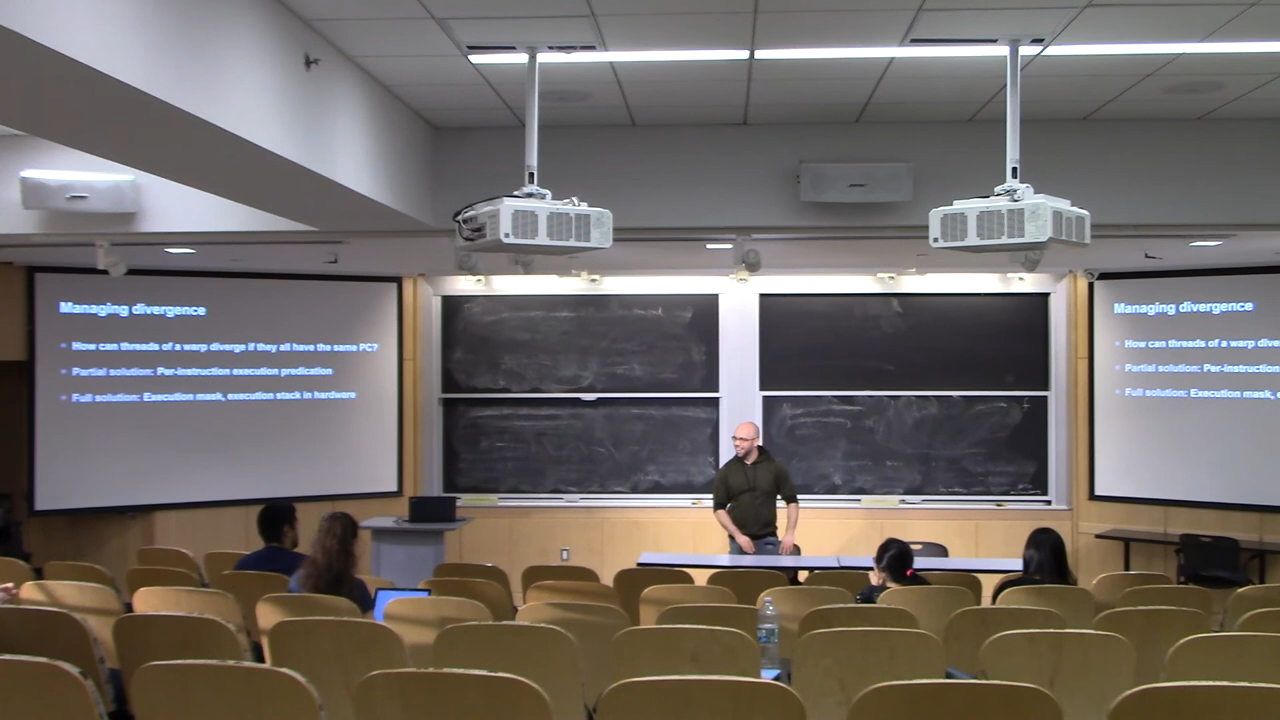 Managing divergence
How can threads of a warp diverge if they all have the same PC?
Partial solution: Per-instruction execution predication
Full solution: Execution mask, execution stack in hardware
Managing divergence
How can threads of a warp dive
Partial solution: Per-instruction
Full solution: Execution mask, e